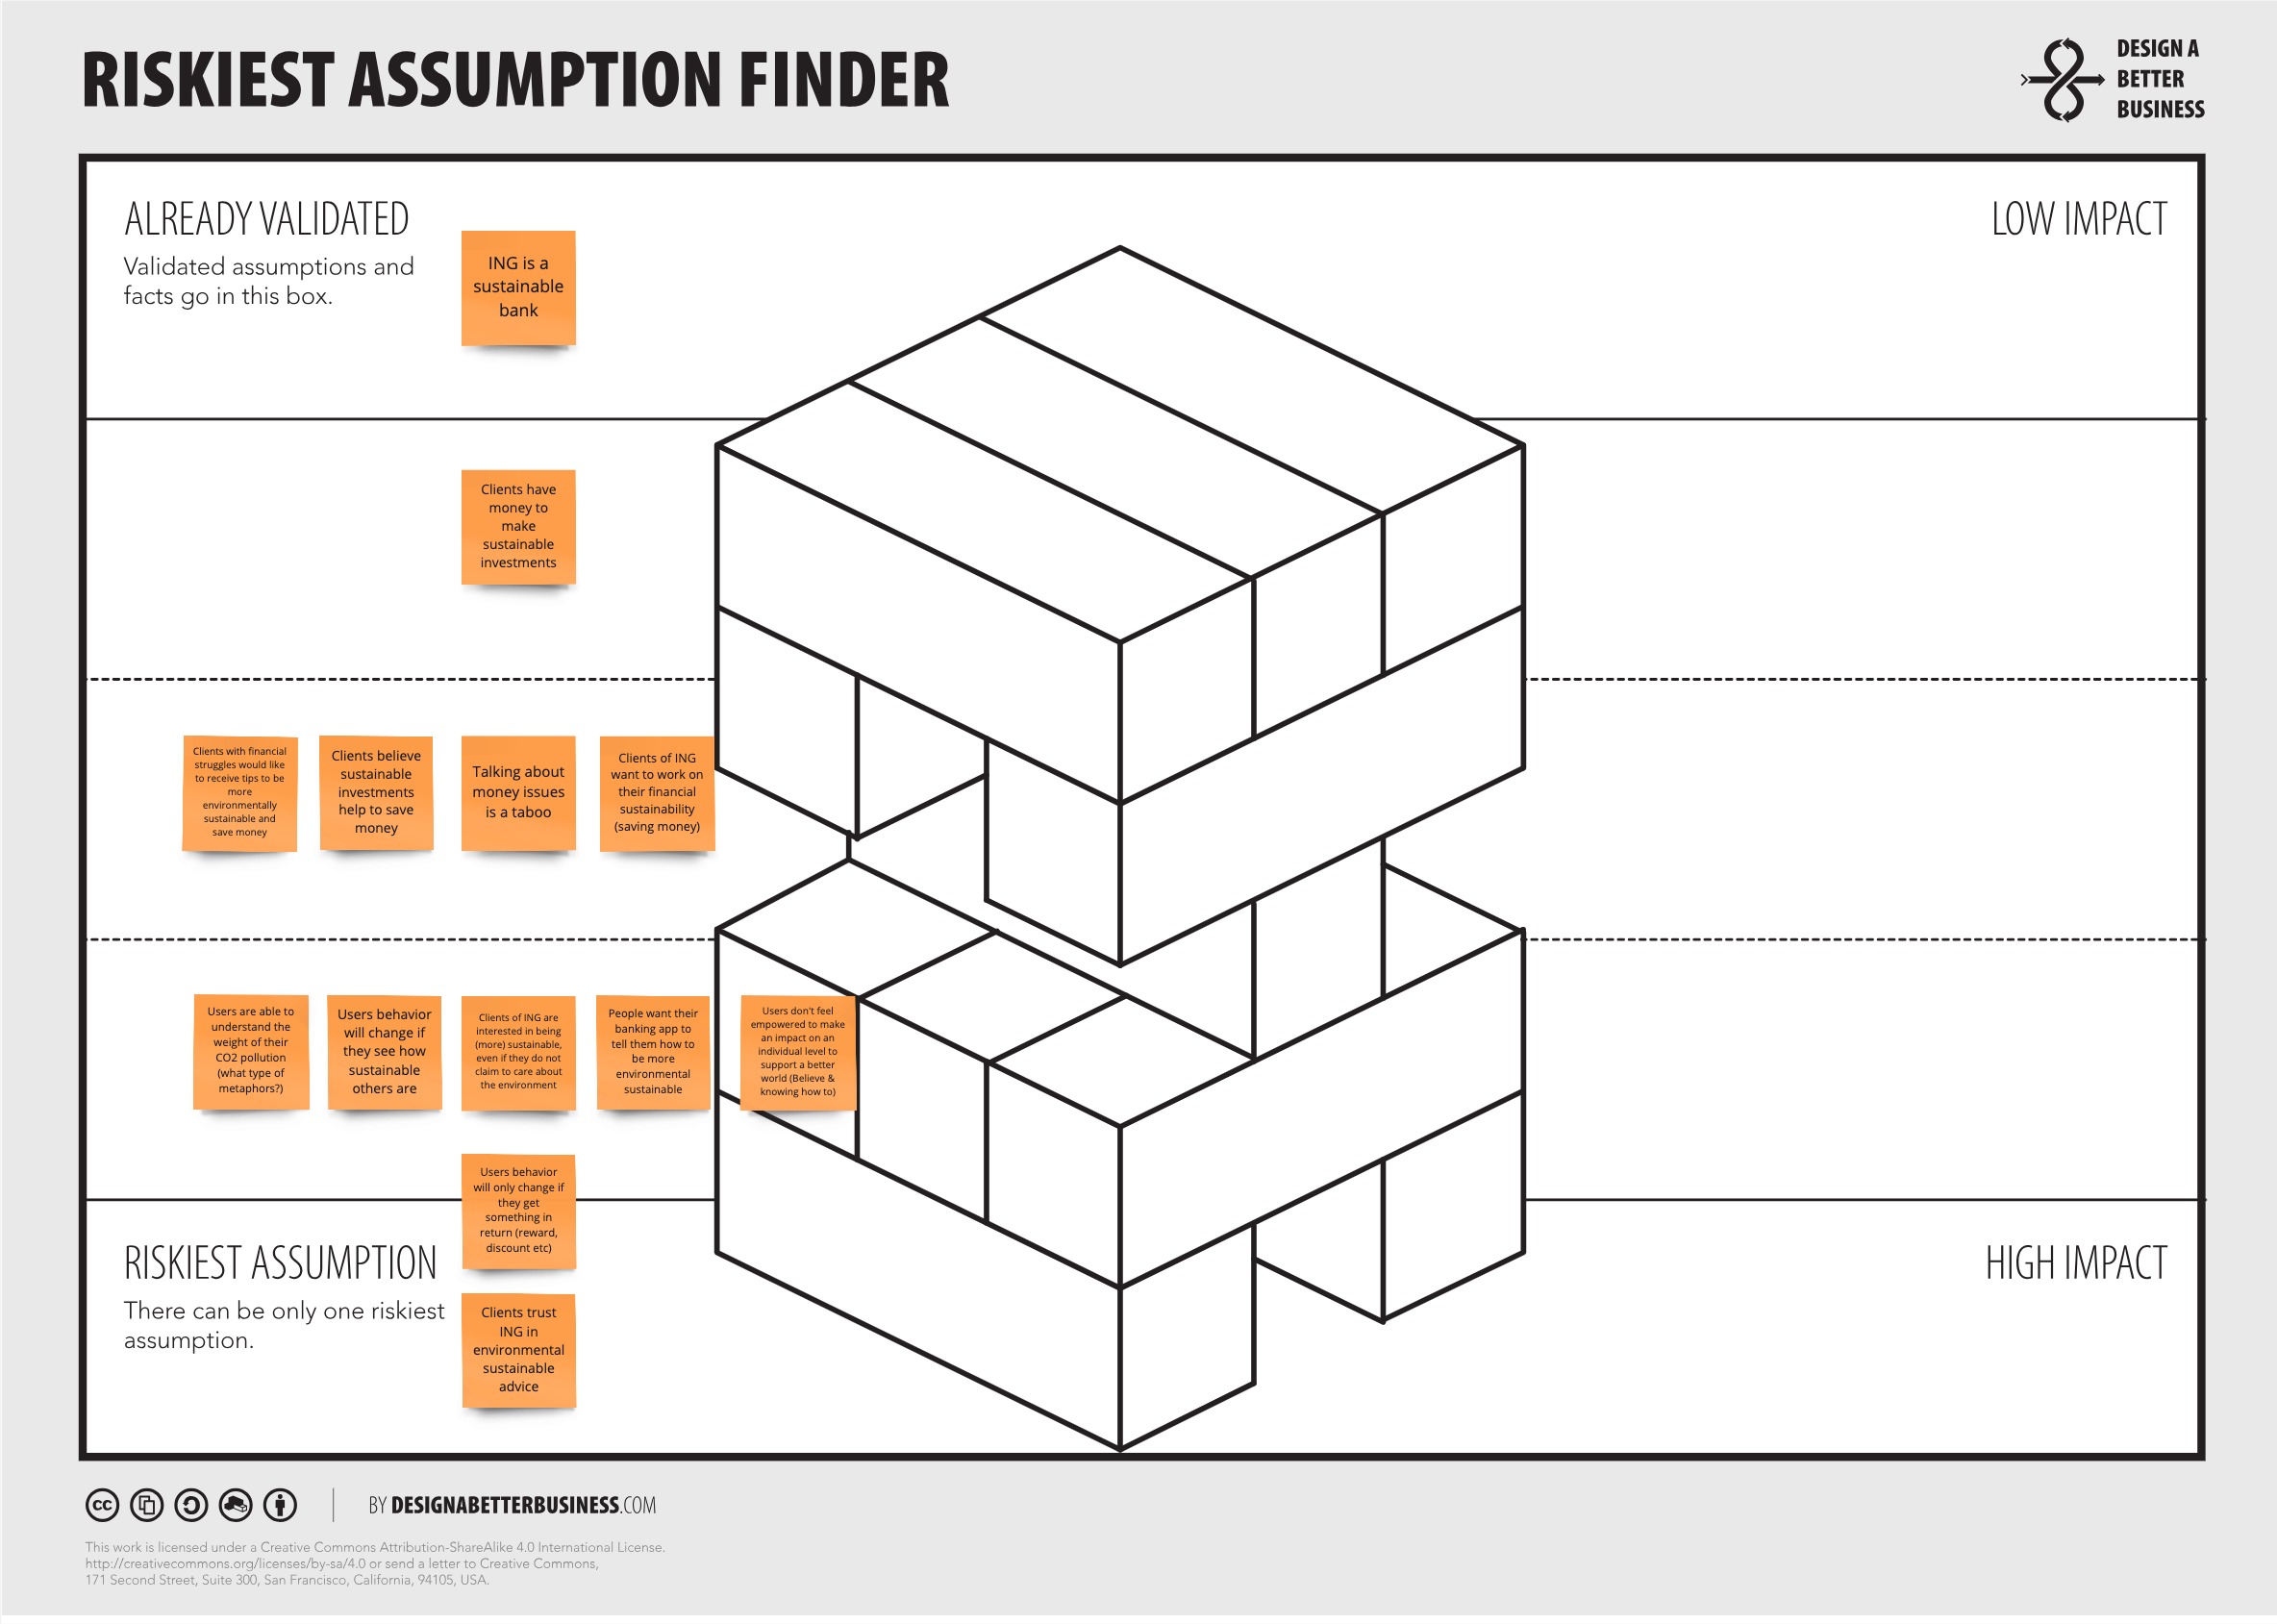 RISKIEST ASSUMPTION FINDER
DESIGN A
BETTER
BUSINESS
ALREADY VALIDATED
Validated assumptions and
facts go in this box.
LOW IMPACT
ING is a
sustainable
bank
Clients have
money to
make
sustainable
investments
Clients with financial
struggles would like
to receive tips to be
more
environmentally
sustainable and
save money
Clients believe
sustainable
investments
help to save
money
Talking about
money issues
is a taboo
Clients of ING
want to work on
their financial
sustainability
(saving money)
Users are able to
understand the
weight of their
CO2 pollution
(what type of
metaphors?)
Users behavior
will change if
they see how
sustainable
others are
Clients of ING are
interested in being
(more) sustainable,
even if they do not
claim to care about
the environment
People want their
banking app to
tell them how to
be more
environmental
sustainable
Users don't feel
empowered to make
an impact on an
individual level to
support a better
world (Believe &
knowing how to)
Users behavior
will only change if
they get
something in
return (reward,
discount etc)
RISKIEST ASSUMPTION
There can be only one riskiest
assumption.
HIGH IMPACT
Clients trust
ING in
environmental
sustainable
advice
cc
BY DESIGNABETTERBUSINESS.COM
This work is licensed under a Creative Commons Attribution-ShareAlike 4.0 International License.
http://creativecommons.org/licenses/by-sa/4.0 or send a letter to Creative Commons,
171 Second Street, Suite 300, San Francisco, California, 94105, USA.